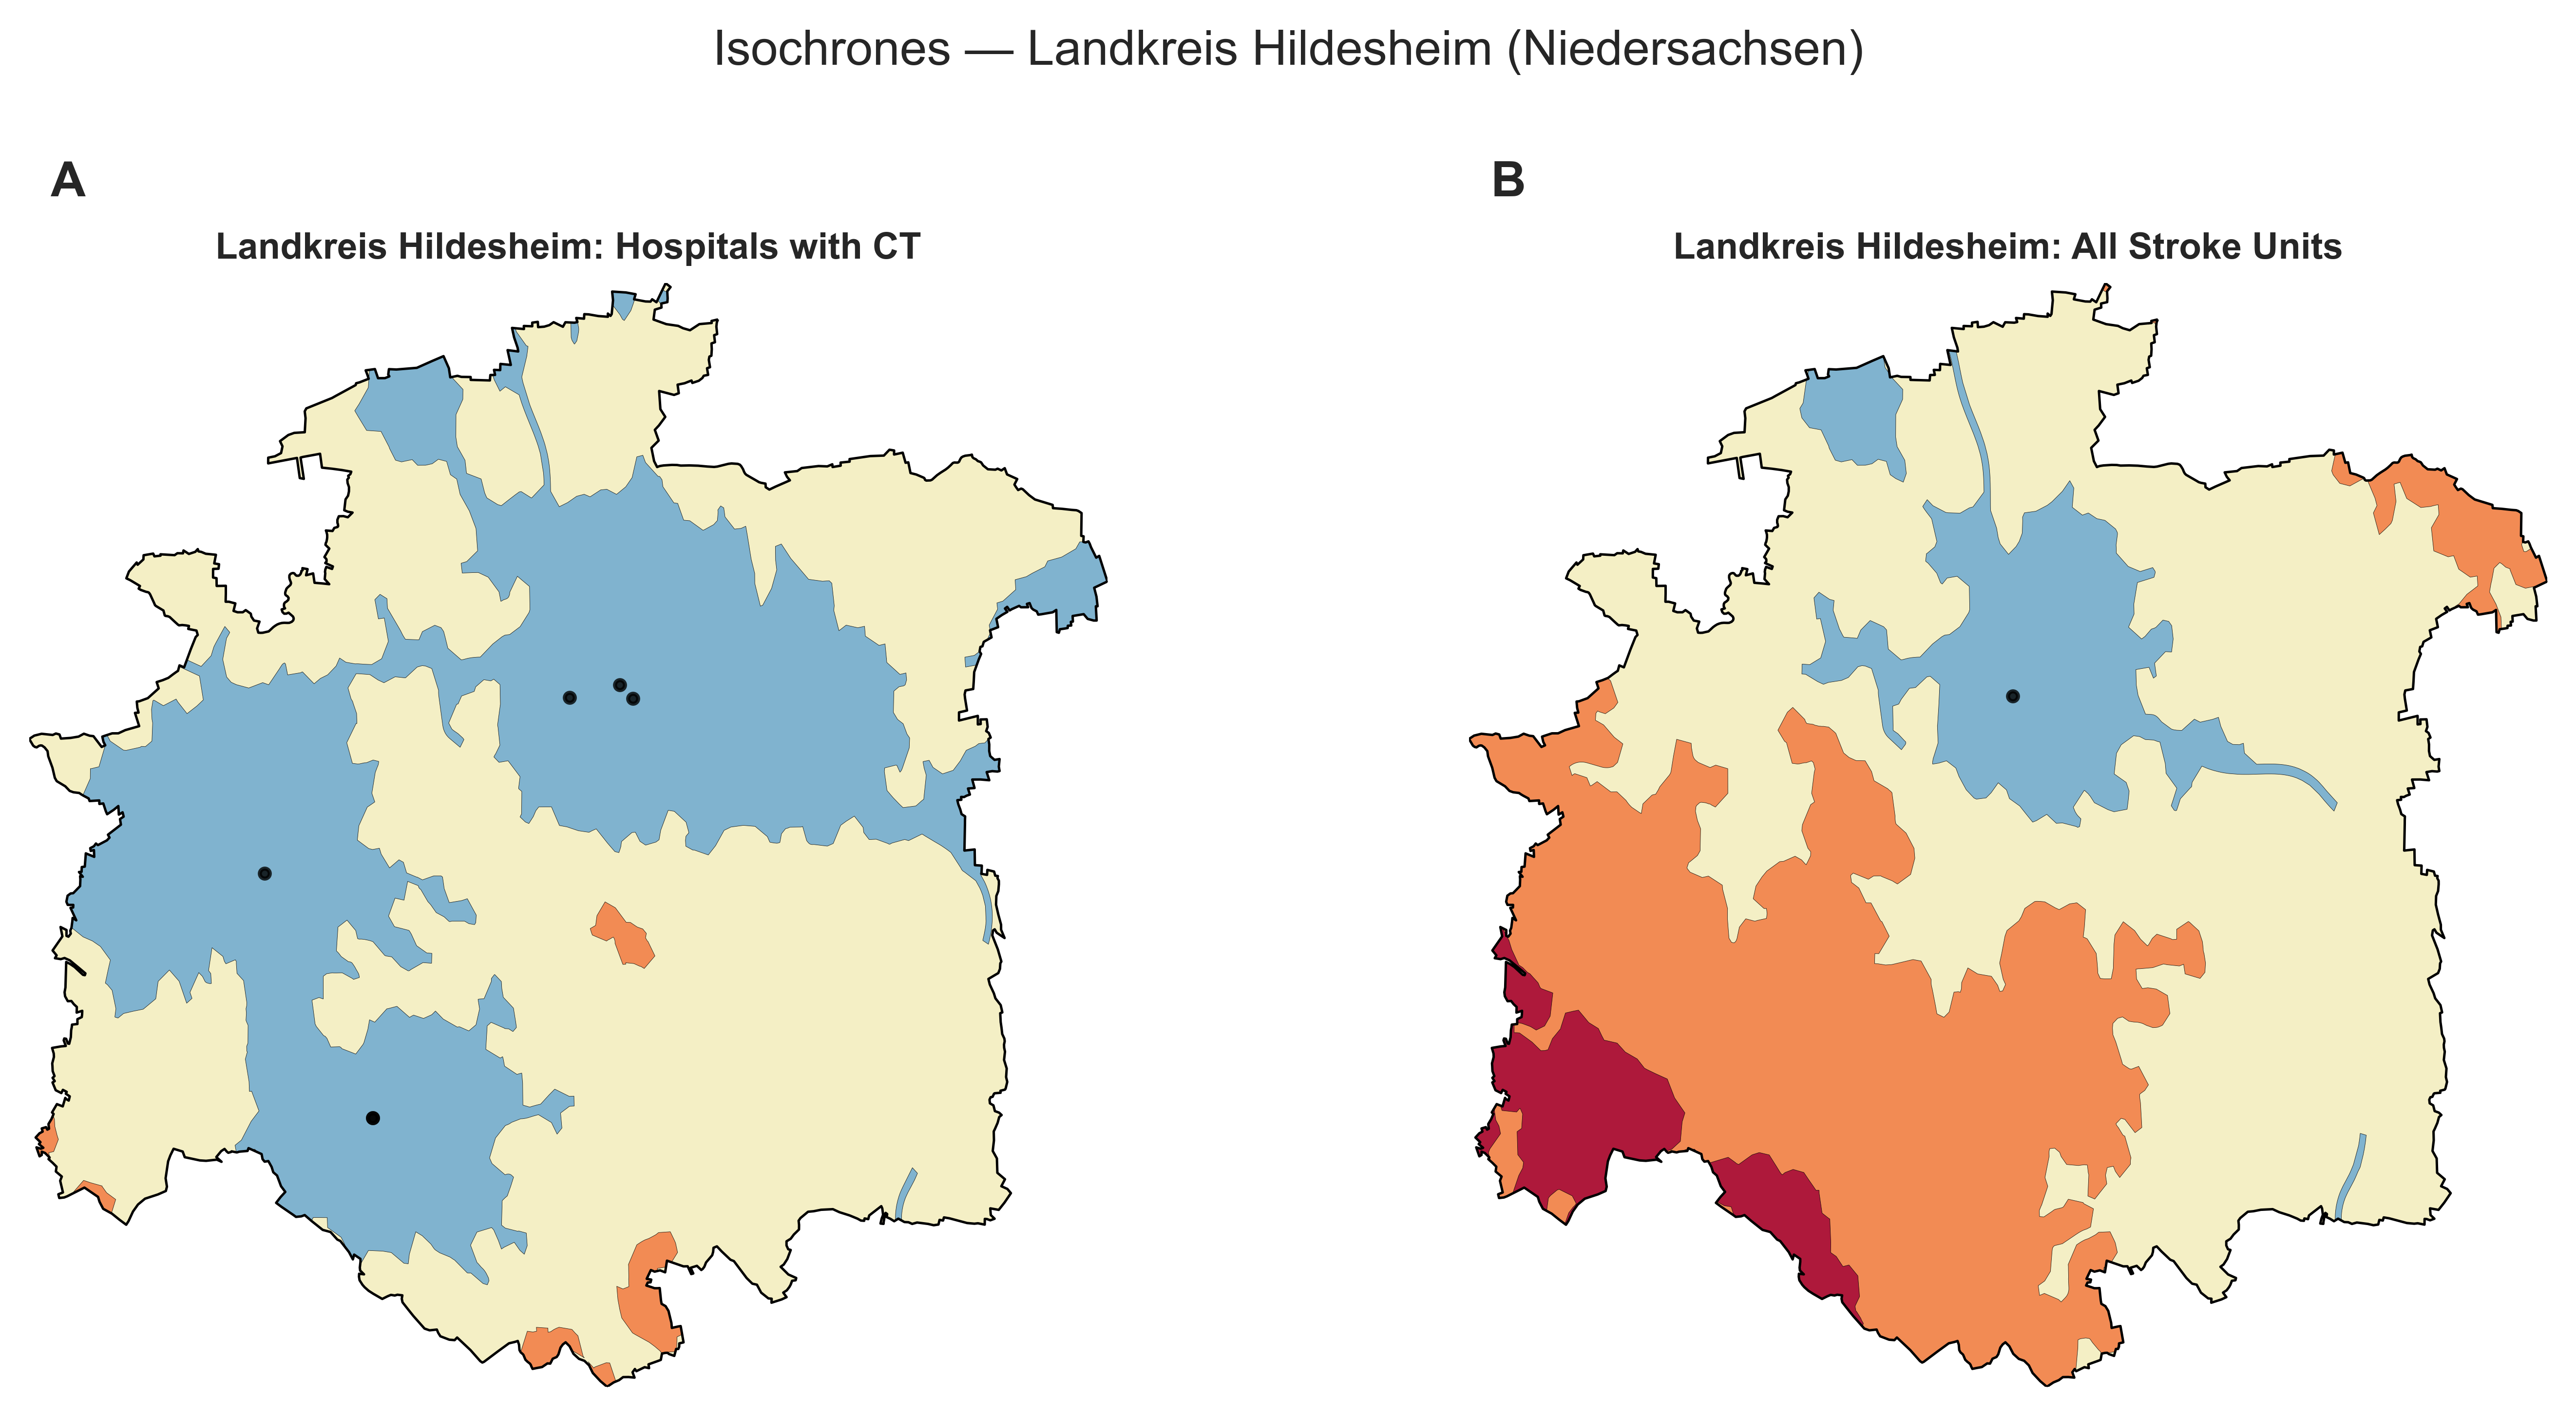 Isochrones — Landkreis Hildesheim (Niedersachsen)
A
Landkreis Hildesheim: Hospitals with CT
B
Landkreis Hildesheim: All Stroke Units